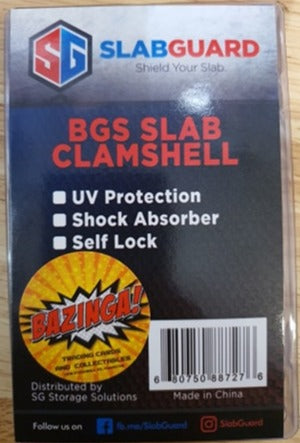 SG
SLABGUARD
Shield Your Slab.
BGS SLAB
CLAMSHELL
UV Protection
Shock Absorber
Self Lock
BAZINGA!
TRADING CARDS
AND COLLECTABLES
Distributed by
SG Storage Solutions
6 80750 88727 6
Made in China
Follow us on fb.me/SlabGuard SlabGuard